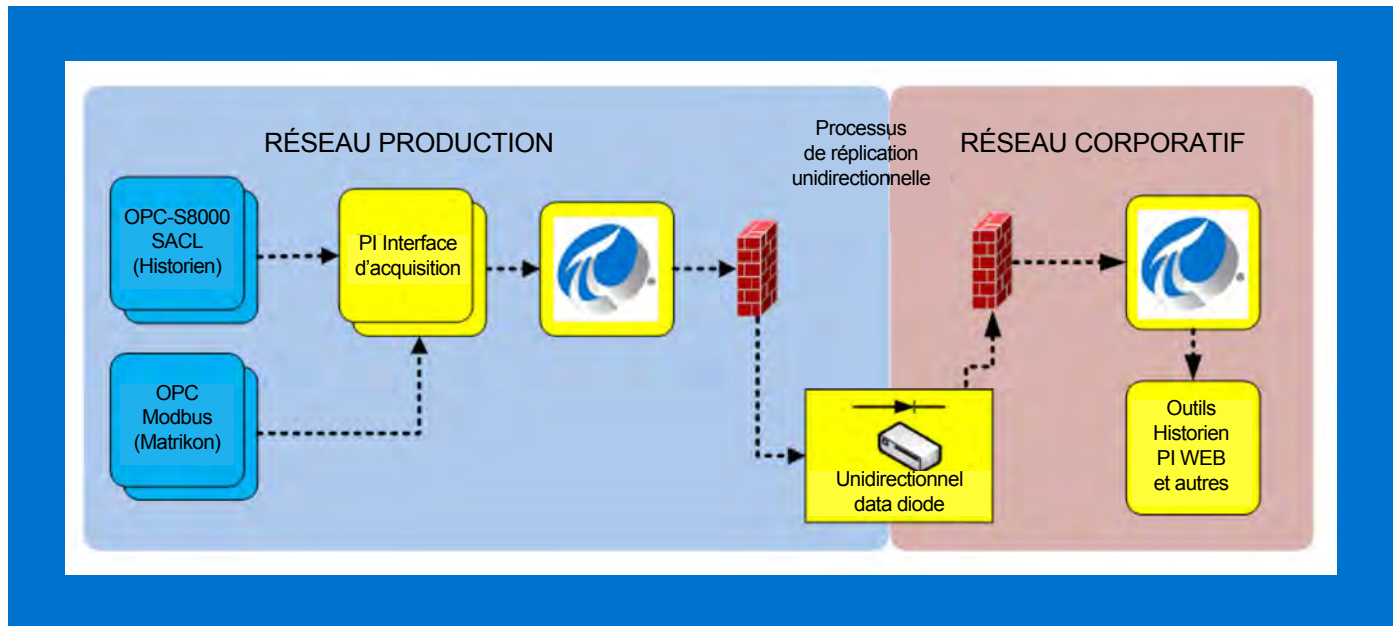 RÉSEAU PRODUCTION
Processus
de réplication
unidirectionnelle
RÉSEAU CORPORATIF
OPC-S8000
SACL
(Historien)
PI Interface
d'acquisition
®
®
OPC
Modbus
(Matrikon)
Unidirectionnel
data diode
Outils
Historien
PI WEB
et autres